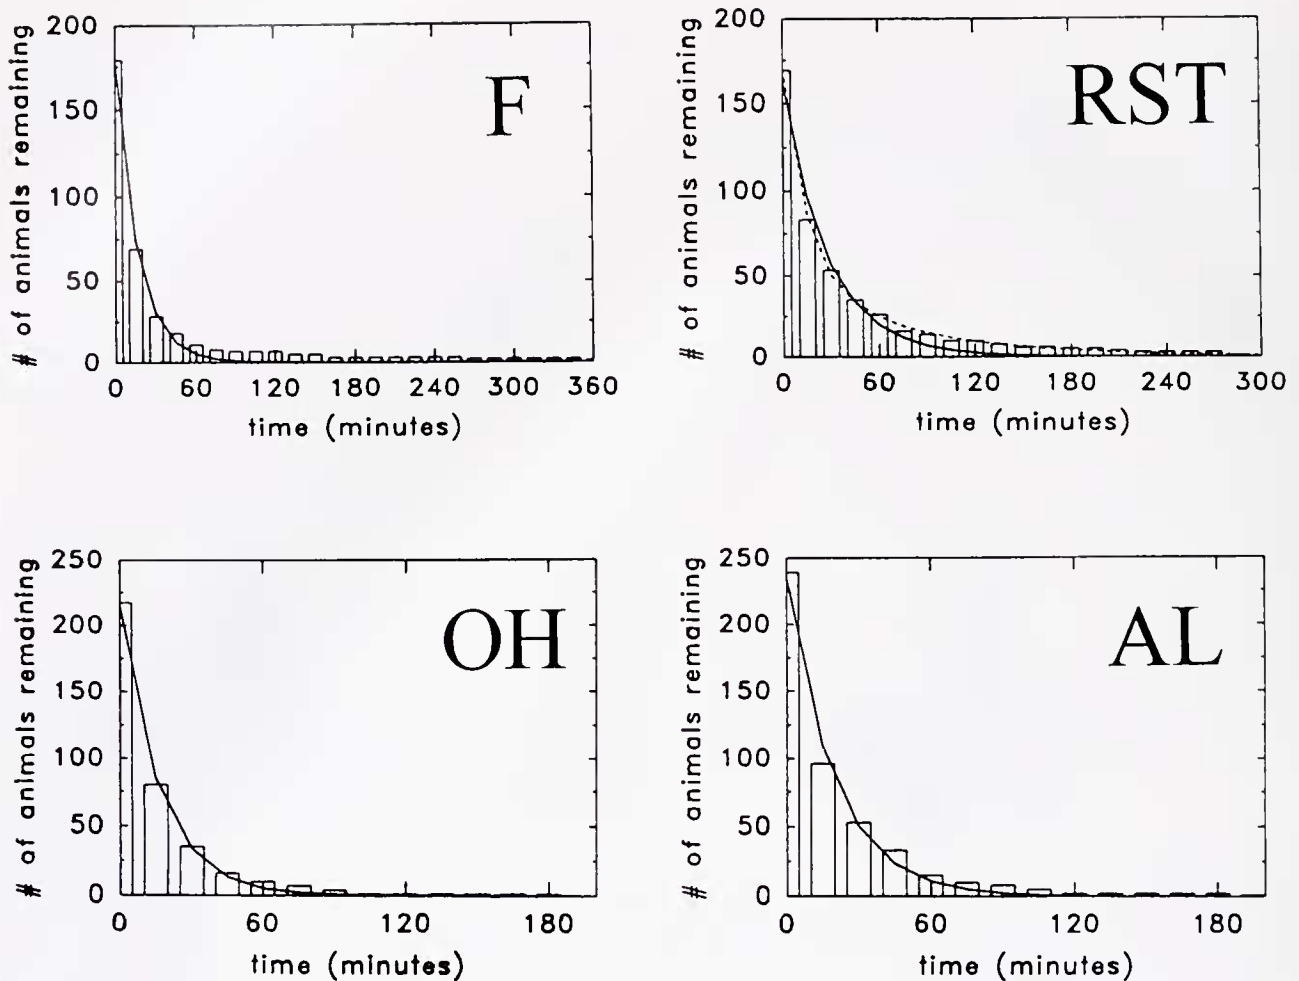 F
# of animals remaining
200
150
100
50
0
0 60 120 180 240 300 360
time (minutes)
RST
# of animals remaining
200
150
100
50
0
0 60 120 180 240 300
time (minutes)
OH
# of animals remaining
250
200
150
100
50
0
0 60 120 180
time (minutes)
AL
# of animals remaining
250
200
150
100
50
0
0 60 120 180
time (minutes)